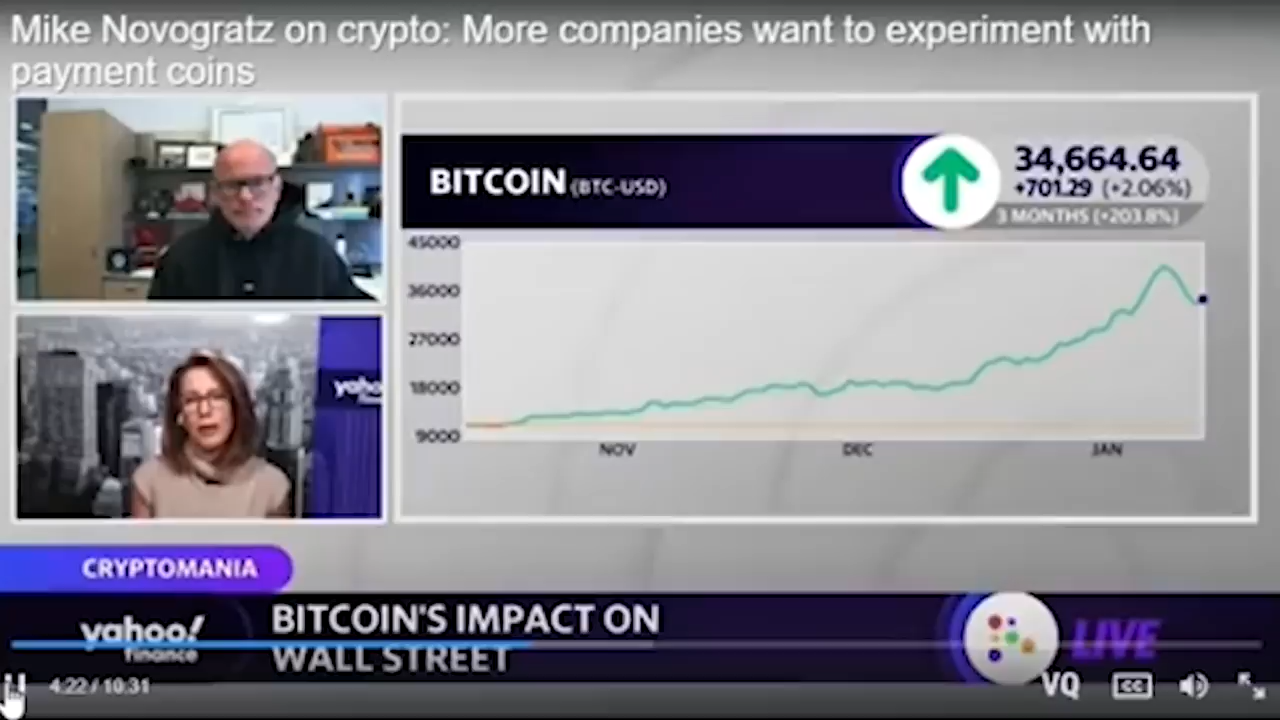 Mike Novogratz on crypto: More companies want to experiment with
payment coins
BITCOIN (BTC-USD)
34,664.64
+701.29 (+2.06%)
3 MONTHS (+203.8%)
45000
36000
27000
18000
9000
NOV DEC JAN
yahoo
CRYPTOMANIA
yahoo!
finance
BITCOIN'S IMPACT ON
WALL STREET
LIVE
4:22 / 10:31
VQ
CC